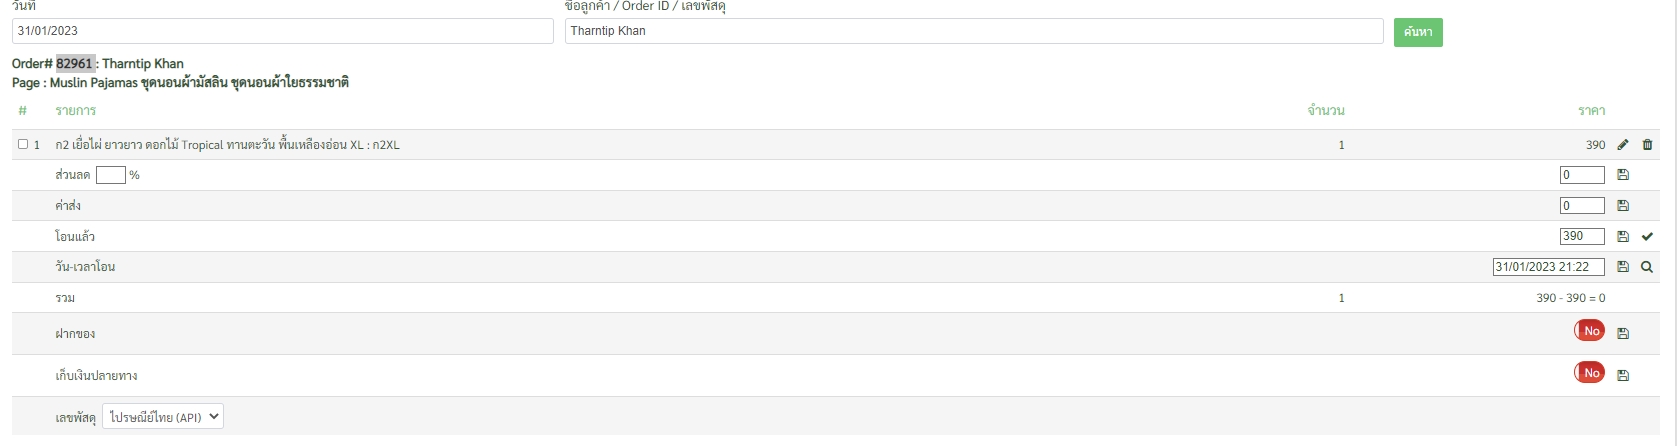 วันที่
ชื่อลูกค้า / Order ID / เลขพัสดุ
31/01/2023
Tharntip Khan
ค้นหา
Order# 82961 : Tharntip Khan
Page : Muslin Pajamas ชุดนอนผ้ามัสลิน ชุดนอนผ้าใยธรรมชาติ
# รายการ จำนวน ราคา
1 ก2 เยื่อไผ่ ยาวยาว ดอกไม้ Tropical ทานตะวัน พื้นเหลืองอ่อน XL : ก2XL 1 390
ส่วนลด % 0
ค่าส่ง 0
โอนแล้ว 390
วัน-เวลาโอน 31/01/2023 21:22
รวม 1 390 - 390 = 0
ฝากของ No
เก็บเงินปลายทาง No
เลขพัสดุ ไปรษณีย์ไทย (API)